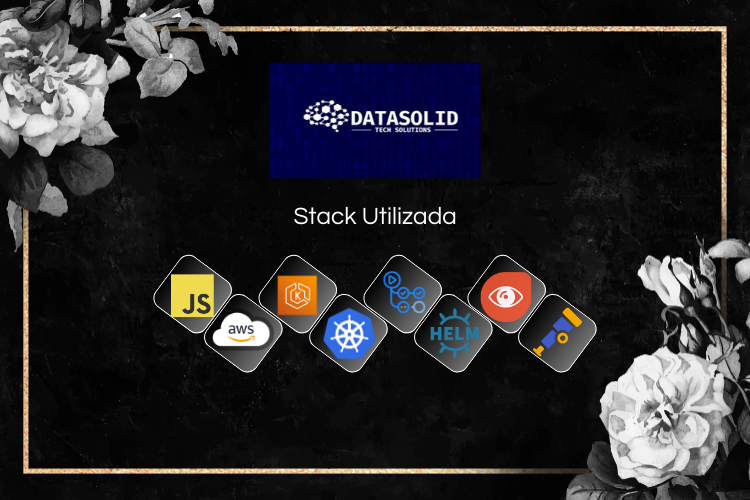 DATASOLID
TECH SOLUTIONS
Stack Utilizada
JS
aws
K
HELM